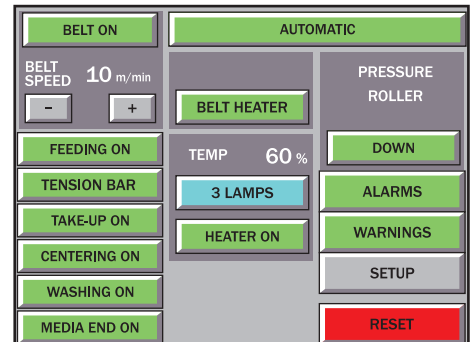 BELT ON
AUTOMATIC
BELT
SPEED 10 m/min
- +
BELT HEATER
PRESSURE
ROLLER
DOWN
FEEDING ON
TENSION BAR
TAKE-UP ON
CENTERING ON
WASHING ON
MEDIA END ON
TEMP 60 %
3 LAMPS
HEATER ON
ALARMS
WARNINGS
SETUP
RESET